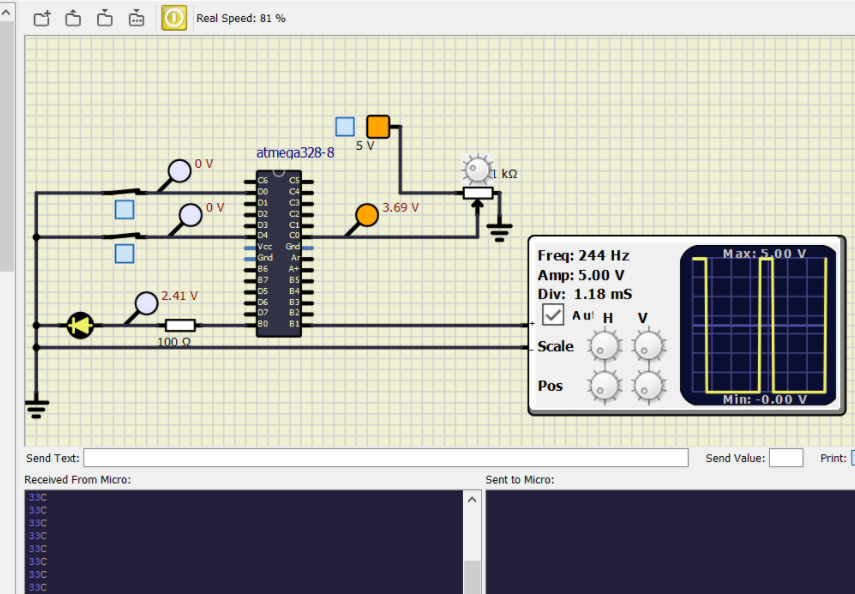 Real Speed: 81 %
atmega328-8
5 V
0 V
1 kΩ
0 V
3.69 V
C6 C5
D0 C4
D1 C3
D2 C2
D3 C1
D4 C0
Vcc Gnd
Gnd Ar
B6 A+
B7 B5
D5 B4
D6 B3
D7 B2
B0 B1
2.41 V
100 Ω
Freq: 244 Hz
Amp: 5.00 V
Div: 1.18 mS
Aut H V
Scale
Pos
+
-
Max: 5.00 V
Min: -0.00 V
Send Text: Send Value: Print:
Received From Micro: Sent to Micro:
33C
33C
33C
33C
33C
33C
33C
33C